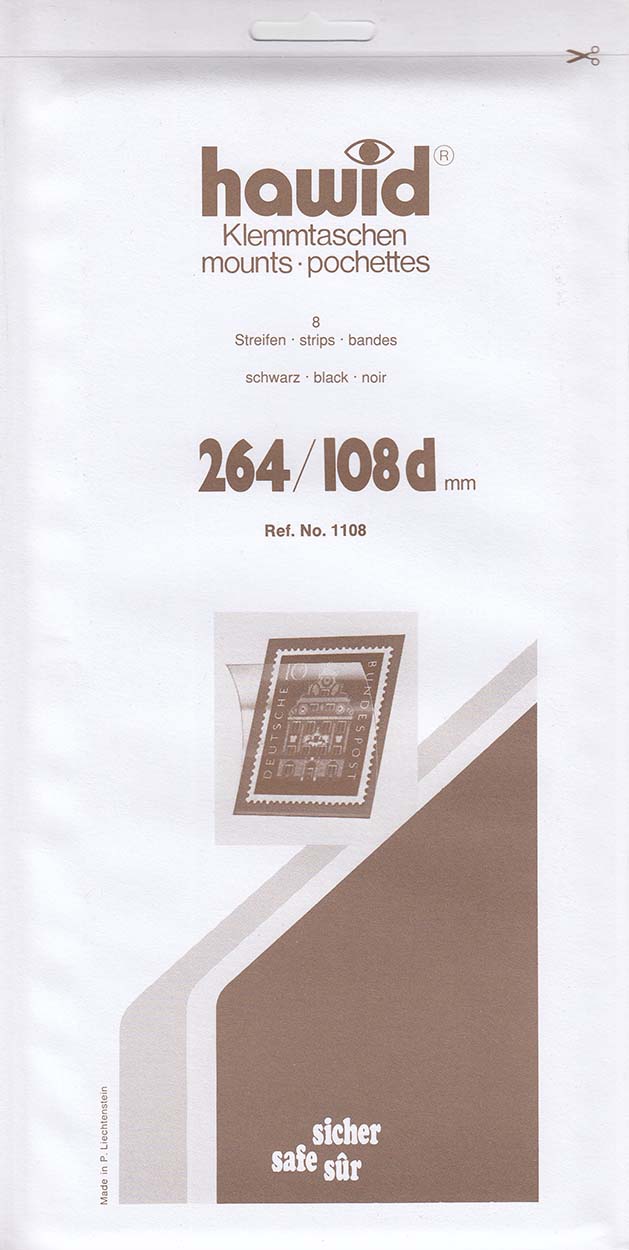 hawid®
Klemmtaschen
mounts · pochettes
8
Streifen · strips · bandes
schwarz · black · noir
264/108d mm
Ref. No. 1108
10
DEUTSCHE
BUNDESPOST
sicher
safe sûr
Made in P. Liechtenstein